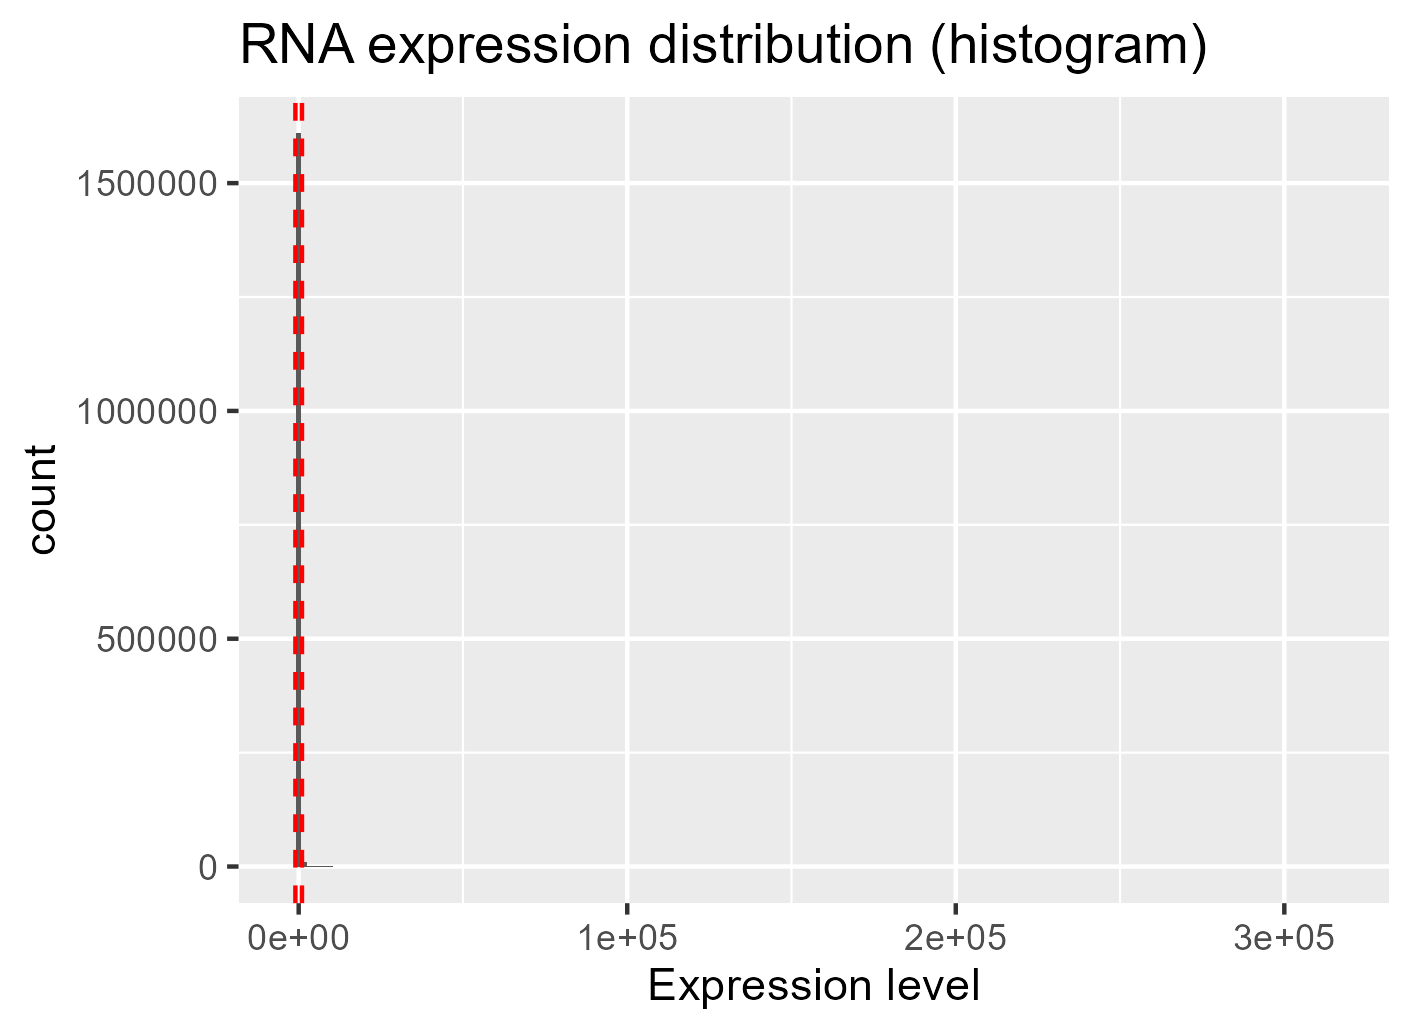 RNA expression distribution (histogram)
1500000
1000000
500000
0
count
0e+00 1e+05 2e+05 3e+05
Expression level